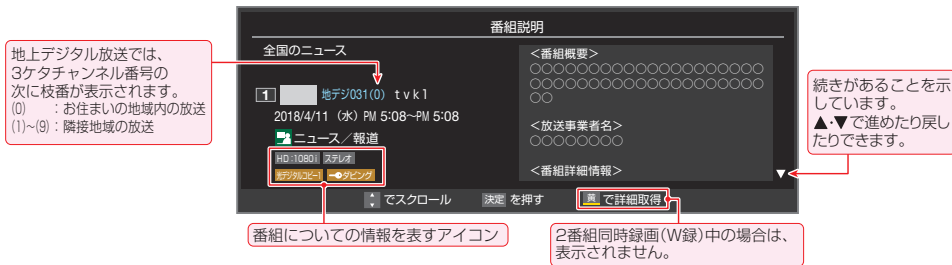 地上デジタル放送では、
3ケタチャンネル番号の
次に枝番が表示されます。
(0)　：お住まいの地域内の放送
(1)~(9)：隣接地域の放送
番組説明
全国のニュース
1 地デジ031(0) ｔｖｋ1
2018/4/11 (水) PM 5:08~PM 5:08
ニュース／報道
HD:1080i ステレオ
光デジタルコピー1 ダビング
<番組概要>
○○○○○○○○○○○○○○○○○○○
○○○○○○○○○○○○○○○○○○○
○○
<放送事業者名>
○○○○○○○○
<番組詳細情報>
▼
でスクロール 決定 を押す 黄 で詳細取得
続きがあることを示
しています。
▲・▼で進めたり戻し
たりできます。
番組についての情報を表すアイコン
2番組同時録画(W録)中の場合は、
表示されません。